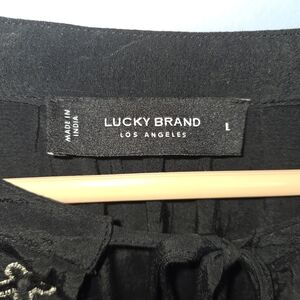 MADE IN
INDIA
LUCKY BRAND
LOS ANGELES
L